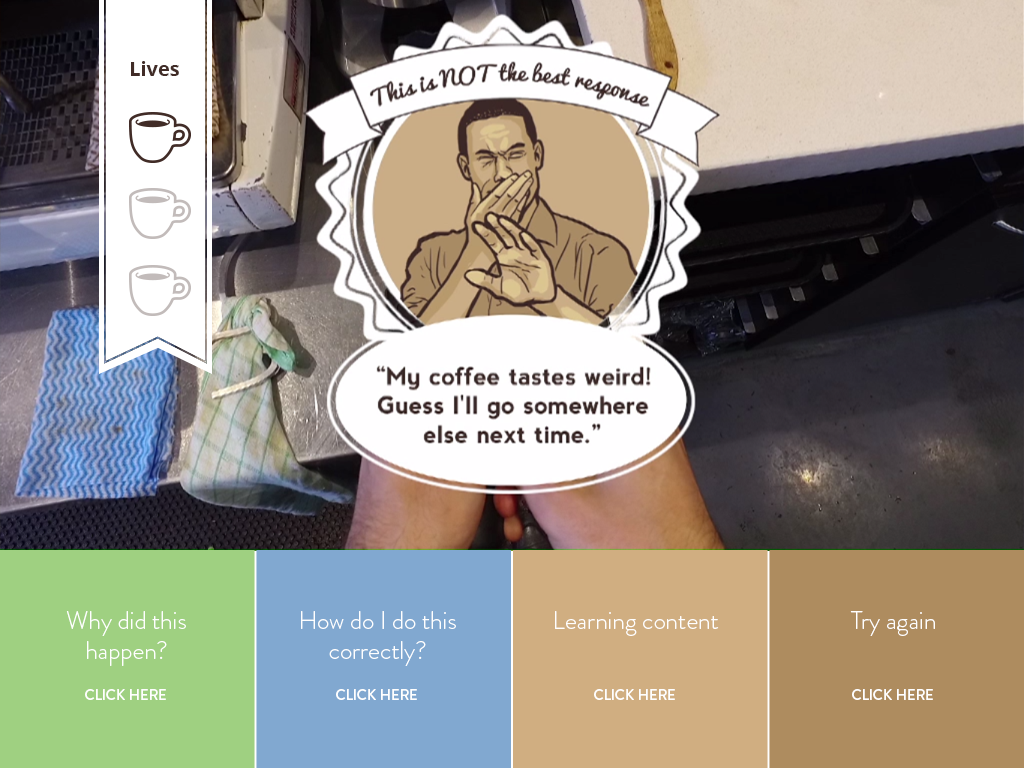 Lives
This is NOT the best response
“My coffee tastes weird!
Guess I'll go somewhere
else next time.”
Why did this
happen?
CLICK HERE
How do I do this
correctly?
CLICK HERE
Learning content
CLICK HERE
Try again
CLICK HERE